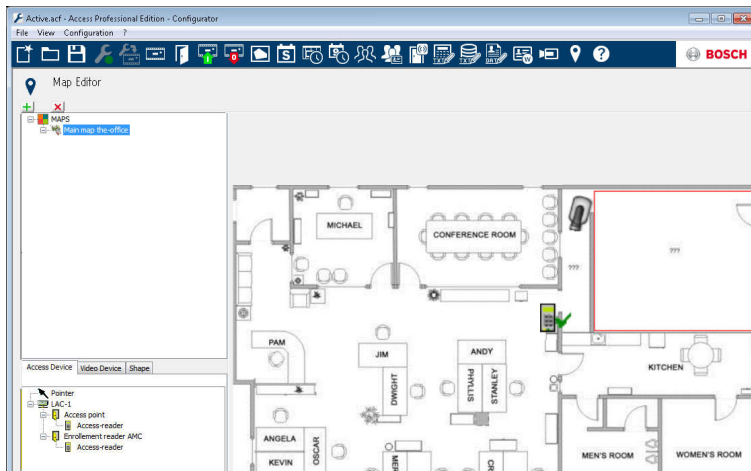 Active.acf - Access Professional Edition - Configurator
File View Configuration ?
BOSCH
Map Editor
MAPS
Main map the-office
MICHAEL
CONFERENCE ROOM
???
???
PAM
JIM
ANDY
DWIGHT
PHYLLIS
STANLEY
KITCHEN
ANGELA
OSCAR
KEVIN
MEN'S ROOM
WOMEN'S ROOM
Access Device Video Device Shape
Pointer
LAC-1
Access point
Access-reader
Enrollement reader AMC
Access-reader